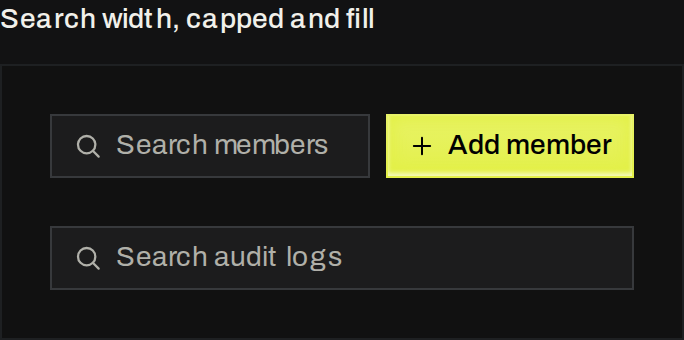 Search width, capped and fill
Search members
Add member
Search audit logs